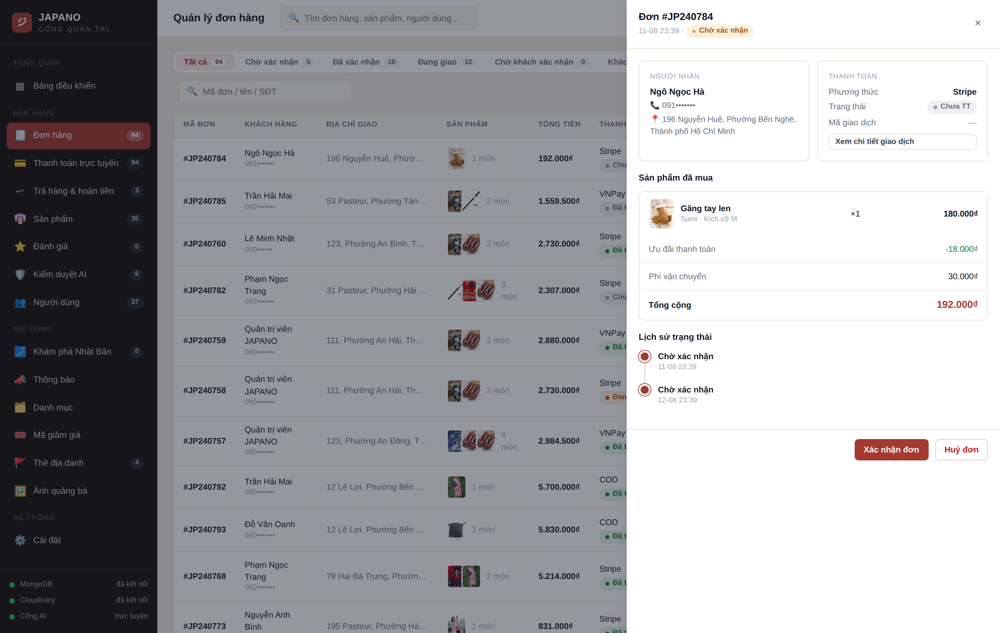 ジ
JAPANO
CỔNG QUẢN TRỊ
TỔNG QUAN
Bảng điều khiển
BÁN HÀNG
Đơn hàng 94
Thanh toán trực tuyến 94
Trả hàng & hoàn tiền 3
Sản phẩm 35
Đánh giá 0
Kiểm duyệt AI 6
Người dùng 37
NỘI DUNG
Khám phá Nhật Bản 0
Thông báo
Danh mục
Mã giảm giá
Thẻ địa danh 4
Ảnh quảng bá
HỆ THỐNG
Cài đặt
MongoDB đã kết nối
Cloudinary đã kết nối
Cổng AI trực tuyến
Quản lý đơn hàng
Tìm đơn hàng, sản phẩm, người dùng…
Tất cả 94 Chờ xác nhận 5 Đã xác nhận 18 Đang giao 12 Chờ khách xác nhận 0 Khác
Mã đơn / tên / SĐT
MÃ ĐƠN KHÁCH HÀNG ĐỊA CHỈ GIAO SẢN PHẨM TỔNG TIỀN THANH
#JP240784 Ngô Ngọc Hà 091••••••• 196 Nguyễn Huệ, Phườ… 1 món 192.000₫ Stripe Chư
#JP240785 Trần Hải Mai 092••••••• 53 Pasteur, Phường Tân… 2 món 1.559.500₫ VNPay Đã h
#JP240760 Lê Minh Nhật 090•••••• 123, Phường An Bình, T… 2 món 2.730.000₫ Stripe Đã t
#JP240782 Phạm Ngọc Trang 097••••••• 31 Pasteur, Phường Hải … 3 món 2.307.000₫ Stripe Chư
#JP240759 Quản trị viên JAPANO 080••••••• 111, Phường An Hải, Th… 2 món 2.880.000₫ VNPay Đã t
#JP240758 Quản trị viên JAPANO 080••••••• 111, Phường An Hải, Th… 2 món 2.730.000₫ Stripe Đan
#JP240757 Quản trị viên JAPANO 090••••••• 123, Phường An Đông, T… 4 món 2.984.500₫ VNPay Đã t
#JP240792 Trần Hải Mai 090••••••• 12 Lê Lợi, Phường Bến … 1 món 5.700.000₫ COD Đã t
#JP240793 Đỗ Văn Oanh 090••••••• 12 Lê Lợi, Phường Bến … 1 món 5.830.000₫ COD Đã t
#JP240768 Phạm Ngọc Trang 092••••••• 78 Hai Bà Trưng, Phườn… 2 món 5.214.000₫ Stripe Đã t
#JP240773 Nguyễn Anh Bình 195 Pasteur, Phường Hà… 1 món 831.000₫ Stripe Đã t
Đơn #JP240784
11-08 23:39 · Chờ xác nhận
×
NGƯỜI NHẬN
Ngô Ngọc Hà
091•••••••
196 Nguyễn Huệ, Phường Bến Nghé,
Thành phố Hồ Chí Minh
THANH TOÁN
Phương thức Stripe
Trạng thái Chưa TT
Mã giao dịch —
Xem chi tiết giao dịch
Sản phẩm đã mua
Găng tay len ×1 180.000₫
Sumi · Kích cỡ M
Ưu đãi thanh toán -18.000₫
Phí vận chuyển 30.000₫
Tổng cộng 192.000₫
Lịch sử trạng thái
Chờ xác nhận
11-08 23:39
Chờ xác nhận
12-08 23:39
Xác nhận đơn Huỷ đơn